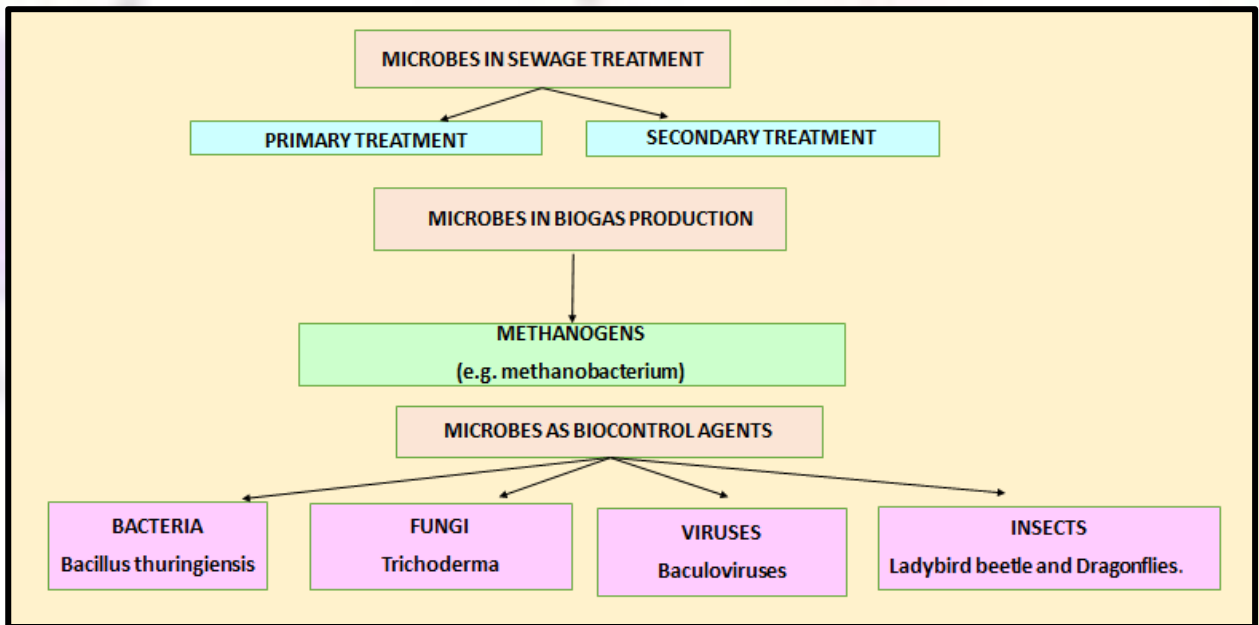 MICROBES IN SEWAGE TREATMENT
PRIMARY TREATMENT
SECONDARY TREATMENT
MICROBES IN BIOGAS PRODUCTION
METHANOGENS
(e.g. methanobacterium)
MICROBES AS BIOCONTROL AGENTS
BACTERIA
Bacillus thuringiensis
FUNGI
Trichoderma
VIRUSES
Baculoviruses
INSECTS
Ladybird beetle and Dragonflies.